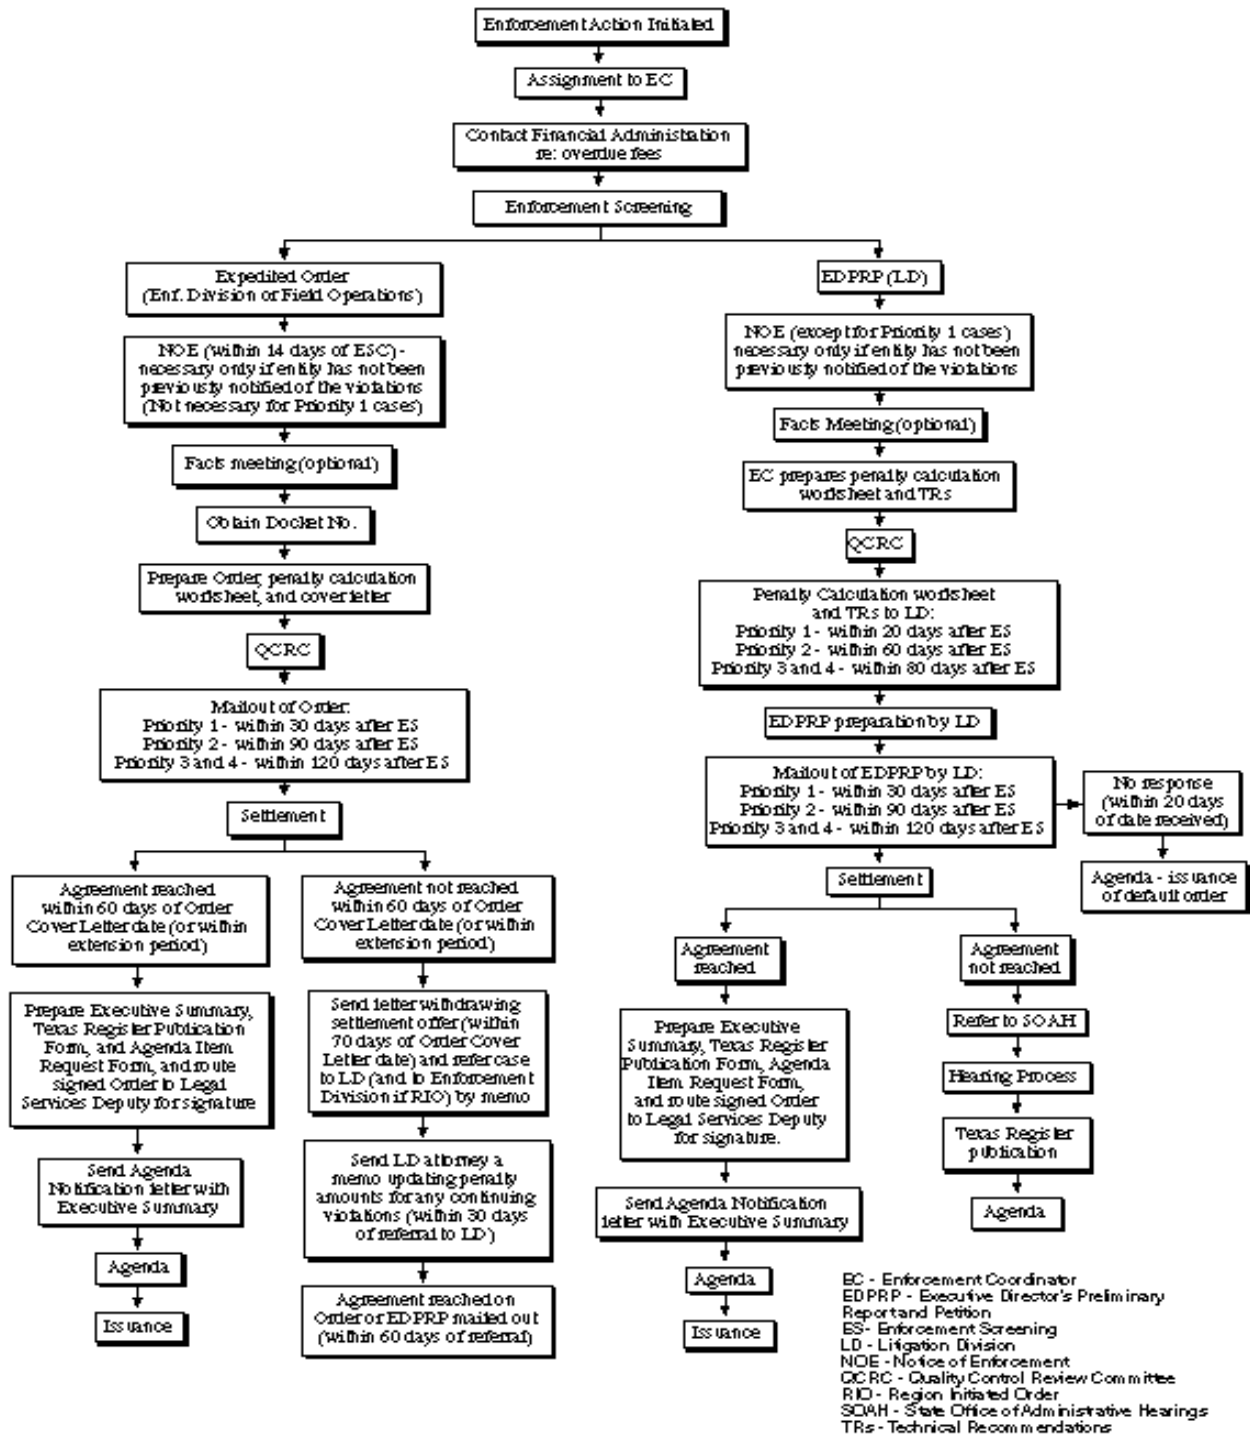 Enforcement Action Initiated
Assignment to EC
Contact Financial Administration
re: overdue fees
Enforcement Screening
Expedited Order
(Enf. Division or Field Operations)
NOE (within 14 days of ESC) -
necessary only if entity has not been
previously notified of the violations
(Not necessary for Priority 1 cases)
Facts meeting (optional)
Obtain Docket No.
Prepare Order, penalty calculation
worksheet, and cover letter
QCRC
Mailout of Order:
Priority 1 - within 30 days after ES
Priority 2 - within 90 days after ES
Priority 3 and 4 - within 120 days after ES
Settlement
Agreement reached
within 60 days of Order
Cover Letter date (or within
extension period)
Prepare Executive Summary,
Texas Register Publication
Form, and Agenda Item
Request Form, and route
signed Order to Legal
Services Deputy for signature
Send Agenda
Notification letter with
Executive Summary
Agenda
Issuance
Agreement not reached
within 60 days of Order
Cover Letter date (or within
extension period)
Send letter withdrawing
settlement offer (within
70 days of Order Cover
Letter date) and refer case
to LD (and to Enforcement
Division if RIO) by memo
Send LD attorney a
memo updating penalty
amounts for any continuing
violations (within 30 days
of referral to LD)
Agreement reached on
Order or EDPRP mailed out
(within 60 days of referral)
EDPRP (LD)
NOE (except for Priority 1 cases)
necessary only if entity has not been
previously notified of the violations
Facts Meeting (optional)
EC prepares penalty calculation
worksheet and TRs
QCRC
Penalty Calculation worksheet
and TRs to LD:
Priority 1 - within 20 days after ES
Priority 2 - within 60 days after ES
Priority 3 and 4 - within 80 days after ES
EDPRP preparation by LD
Mailout of EDPRP by LD:
Priority 1 - within 30 days after ES
Priority 2 - within 90 days after ES
Priority 3 and 4 - within 120 days after ES
No response
(within 20 days
of date received)
Agenda - issuance
of default order
Settlement
Agreement
reached
Prepare Executive
Summary, Texas Register
Publication Form, Agenda
Item Request Form,
and route signed Order
to Legal Services Deputy
for signature.
Send Agenda Notification
letter with Executive Summary
Agenda
Issuance
Agreement
not reached
Refer to SOAH
Hearing Process
Texas Register
publication
Agenda
EC - Enforcement Coordinator
EDPRP - Executive Director's Preliminary
Report and Petition
ES- Enforcement Screening
LD - Litigation Division
NOE - Notice of Enforcement
QCRC - Quality Control Review Committee
RIO - Region Initiated Order
SOAH - State Office of Administrative Hearings
TRs - Technical Recommendations